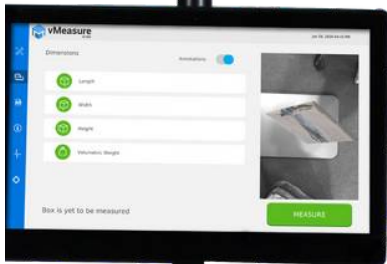 vMeasure
Dimensions
Annotations
Length
Width
Height
Volumetric Weight
Box is yet to be measured
MEASURE